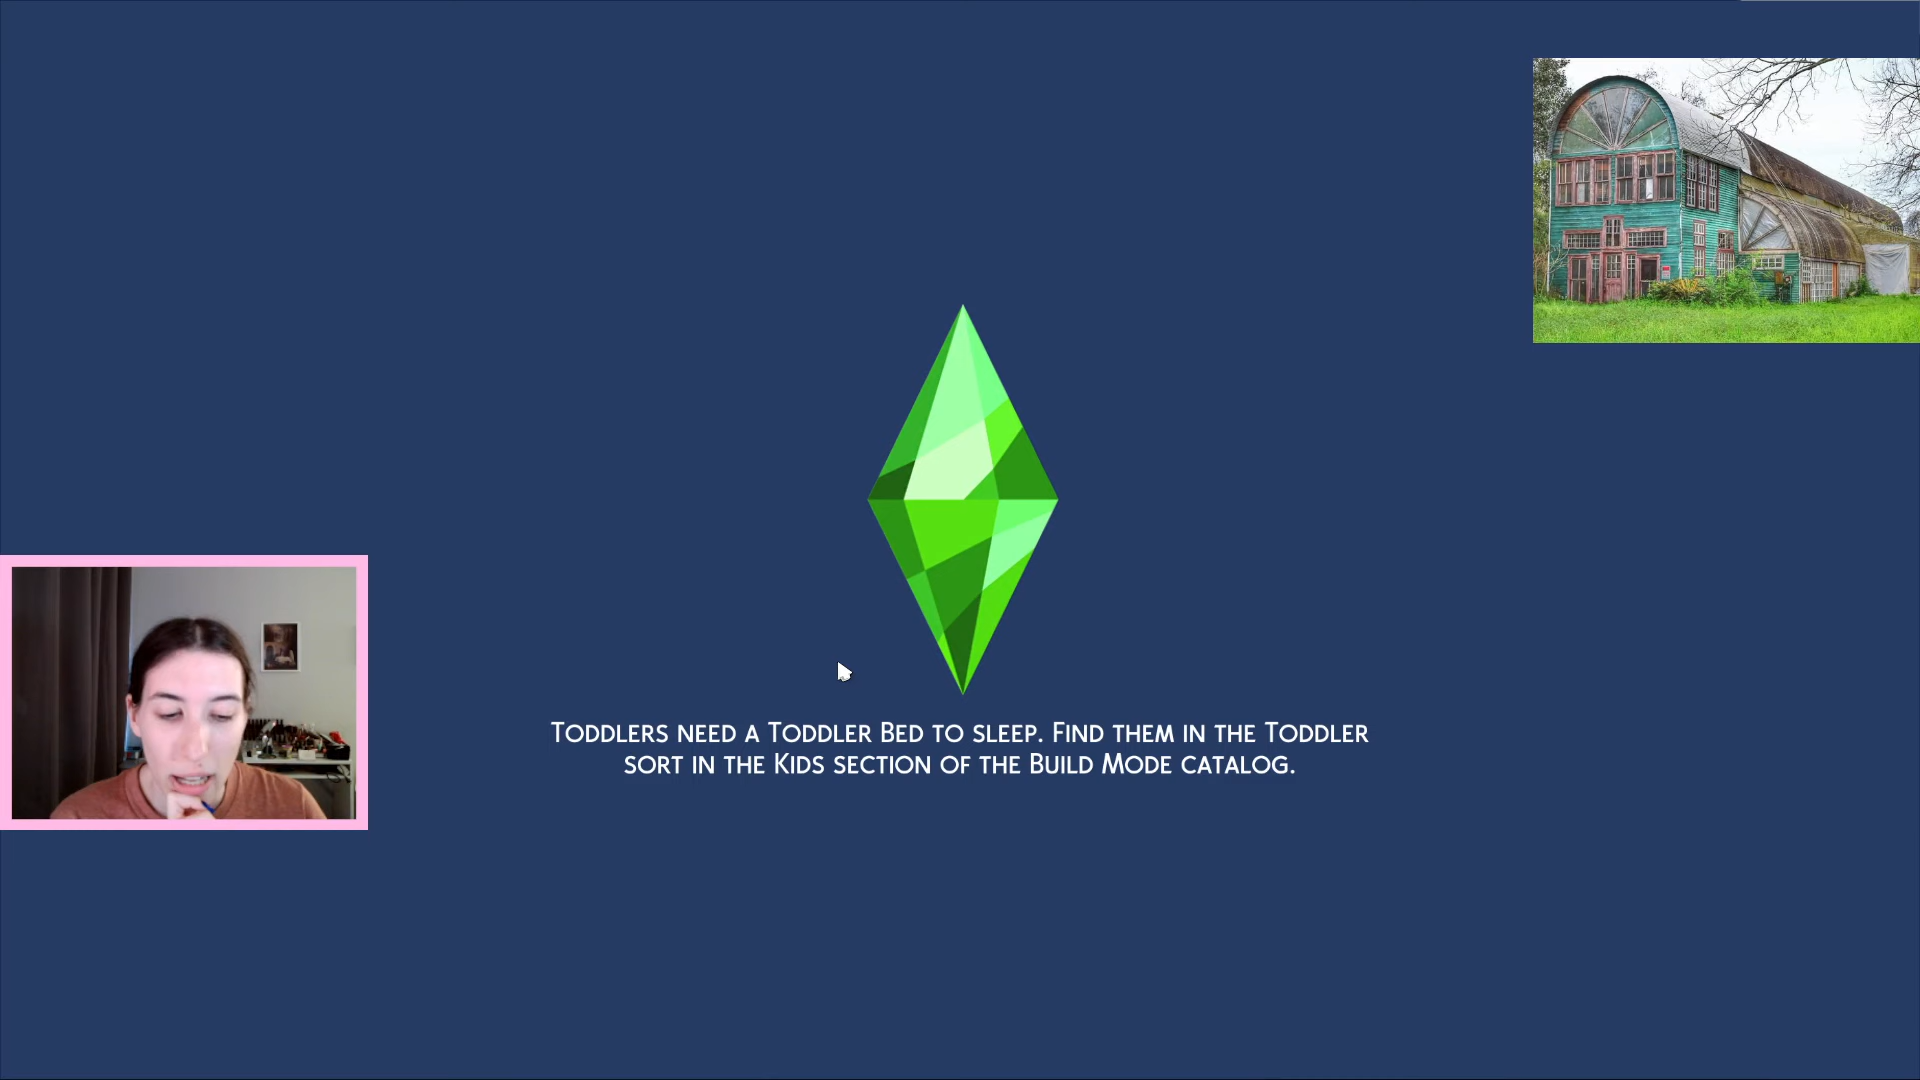 Toddlers need a Toddler Bed to sleep. Find them in the Toddler
sort in the Kids section of the Build Mode catalog.